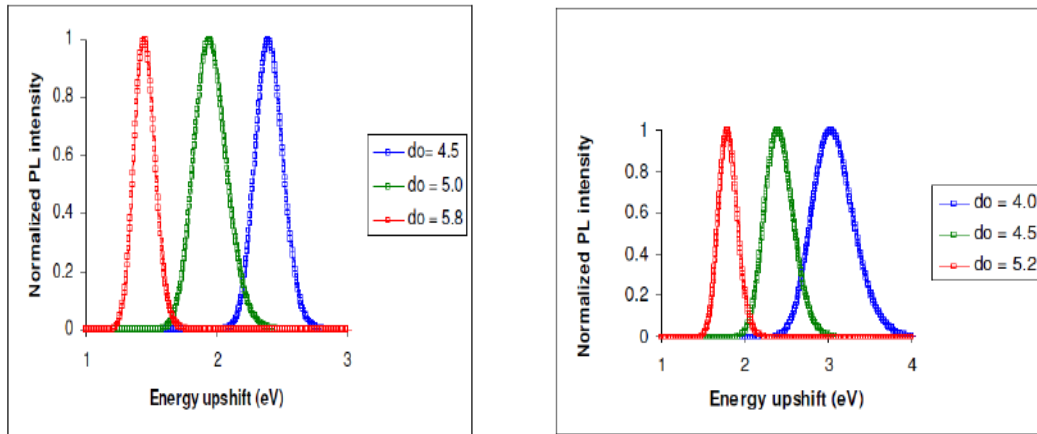 Normalized PL intensity
1
0.8
0.6
0.4
0.2
0
1 2 3
Energy upshift (eV)
do= 4.5
do = 5.0
do = 5.8
Normalized PL intensity
1
0.8
0.6
0.4
0.2
0
1 2 3 4
Energy upshift (eV)
do = 4.0
do = 4.5
do = 5.2